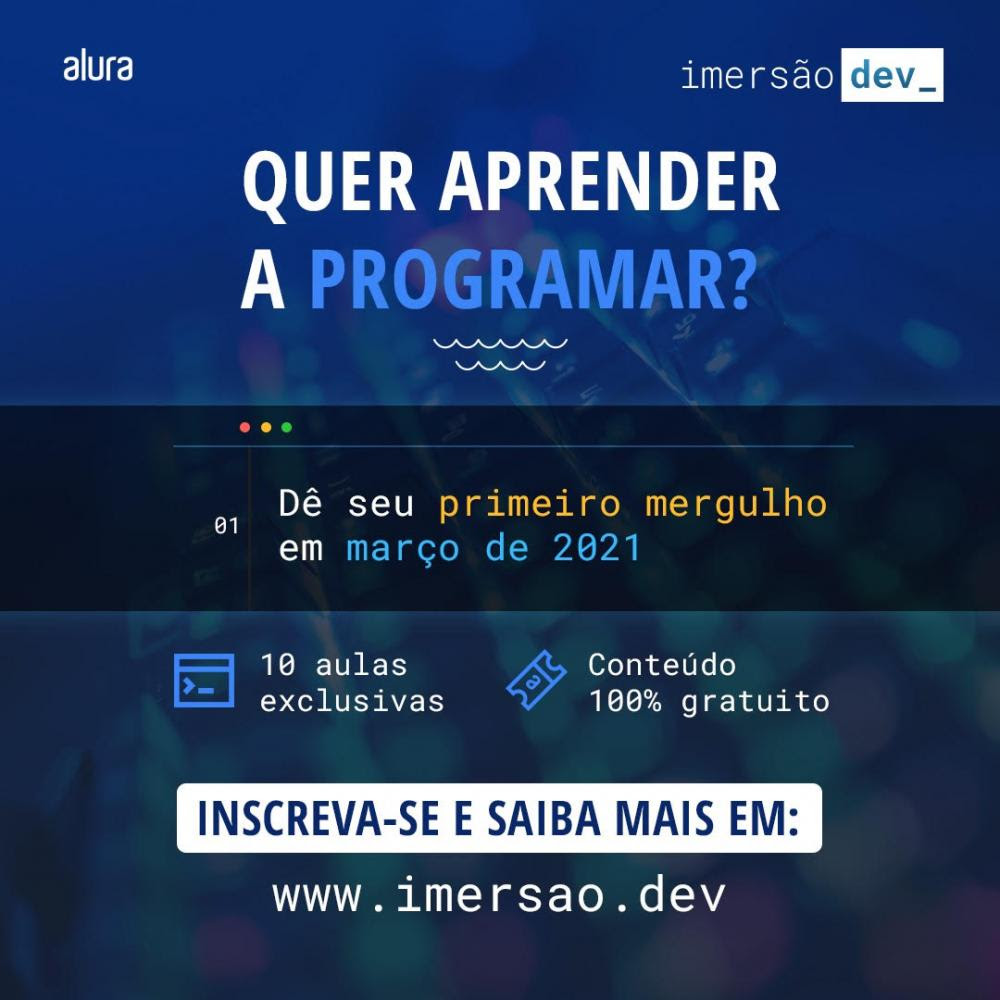 alura
imersão dev_
QUER APRENDER
A PROGRAMAR?
01
Dê seu primeiro mergulho
em março de 2021
10 aulas
exclusivas
Conteúdo
100% gratuito
INSCREVA-SE E SAIBA MAIS EM:
www.imersao.dev